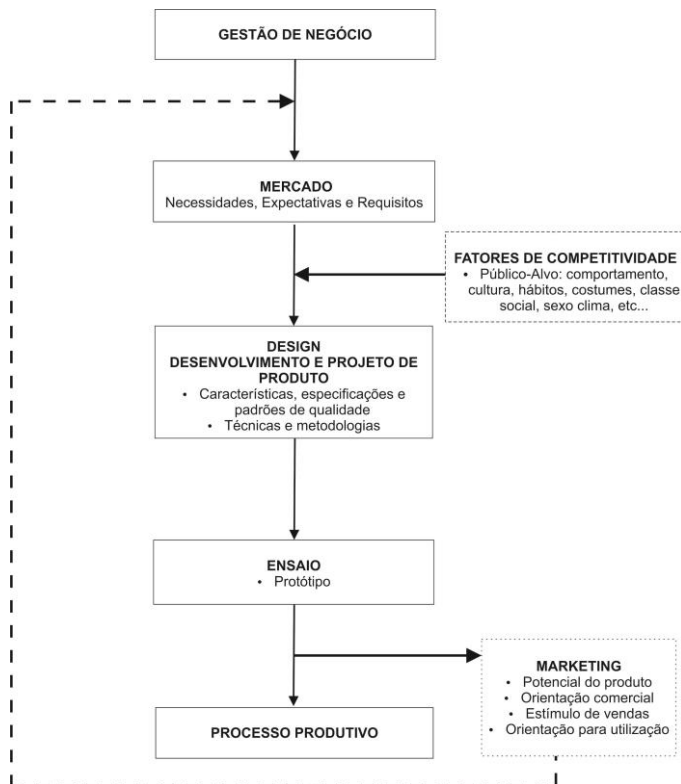 GESTÃO DE NEGÓCIO
MERCADO
Necessidades, Expectativas e Requisitos
FATORES DE COMPETITIVIDADE
• Público-Alvo: comportamento,
cultura, hábitos, costumes, classe
social, sexo clima, etc...
DESIGN
DESENVOLVIMENTO E PROJETO DE
PRODUTO
• Características, especificações e
padrões de qualidade
• Técnicas e metodologias
ENSAIO
• Protótipo
MARKETING
• Potencial do produto
• Orientação comercial
• Estímulo de vendas
• Orientação para utilização
PROCESSO PRODUTIVO